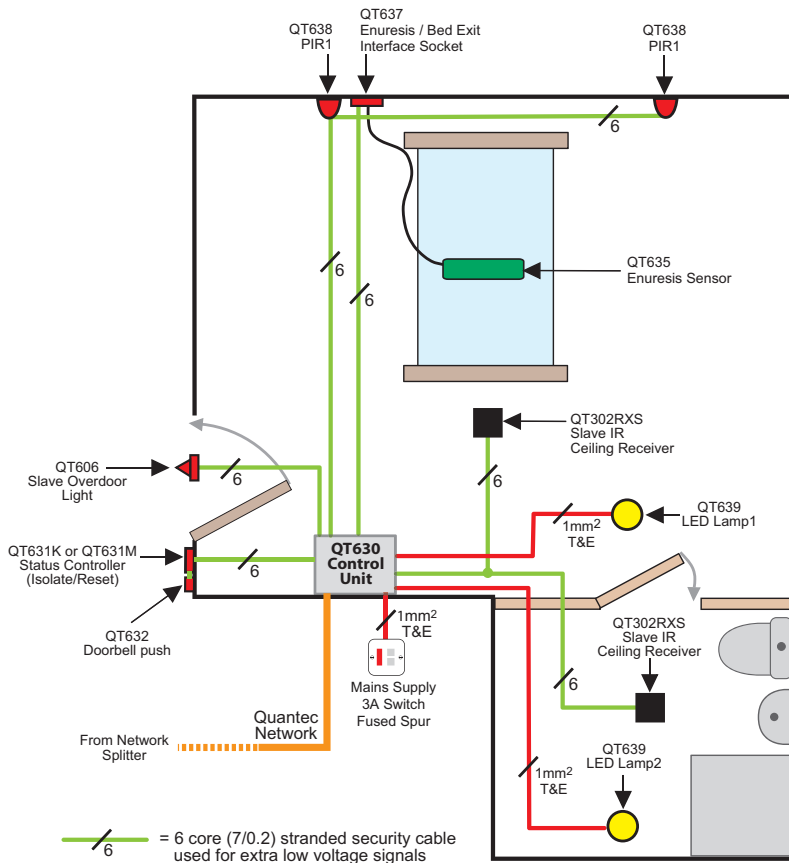 QT637
Enuresis / Bed Exit
Interface Socket
QT638
PIR1
QT638
PIR1
6
6
6
QT635
Enuresis Sensor
QT302RXS
Slave IR
Ceiling Receiver
QT606
Slave Overdoor
Light
6
6
QT639
LED Lamp1
1mm²
T&E
QT631K or QT631M
Status Controller
(Isolate/Reset)
6
QT630
Control
Unit
QT632
Doorbell push
1mm²
T&E
QT302RXS
Slave IR
Ceiling Receiver
6
Mains Supply
3A Switch
Fused Spur
Quantec
Network
From Network
Splitter
QT639
LED Lamp2
1mm²
T&E
6
= 6 core (7/0.2) stranded security cable
used for extra low voltage signals